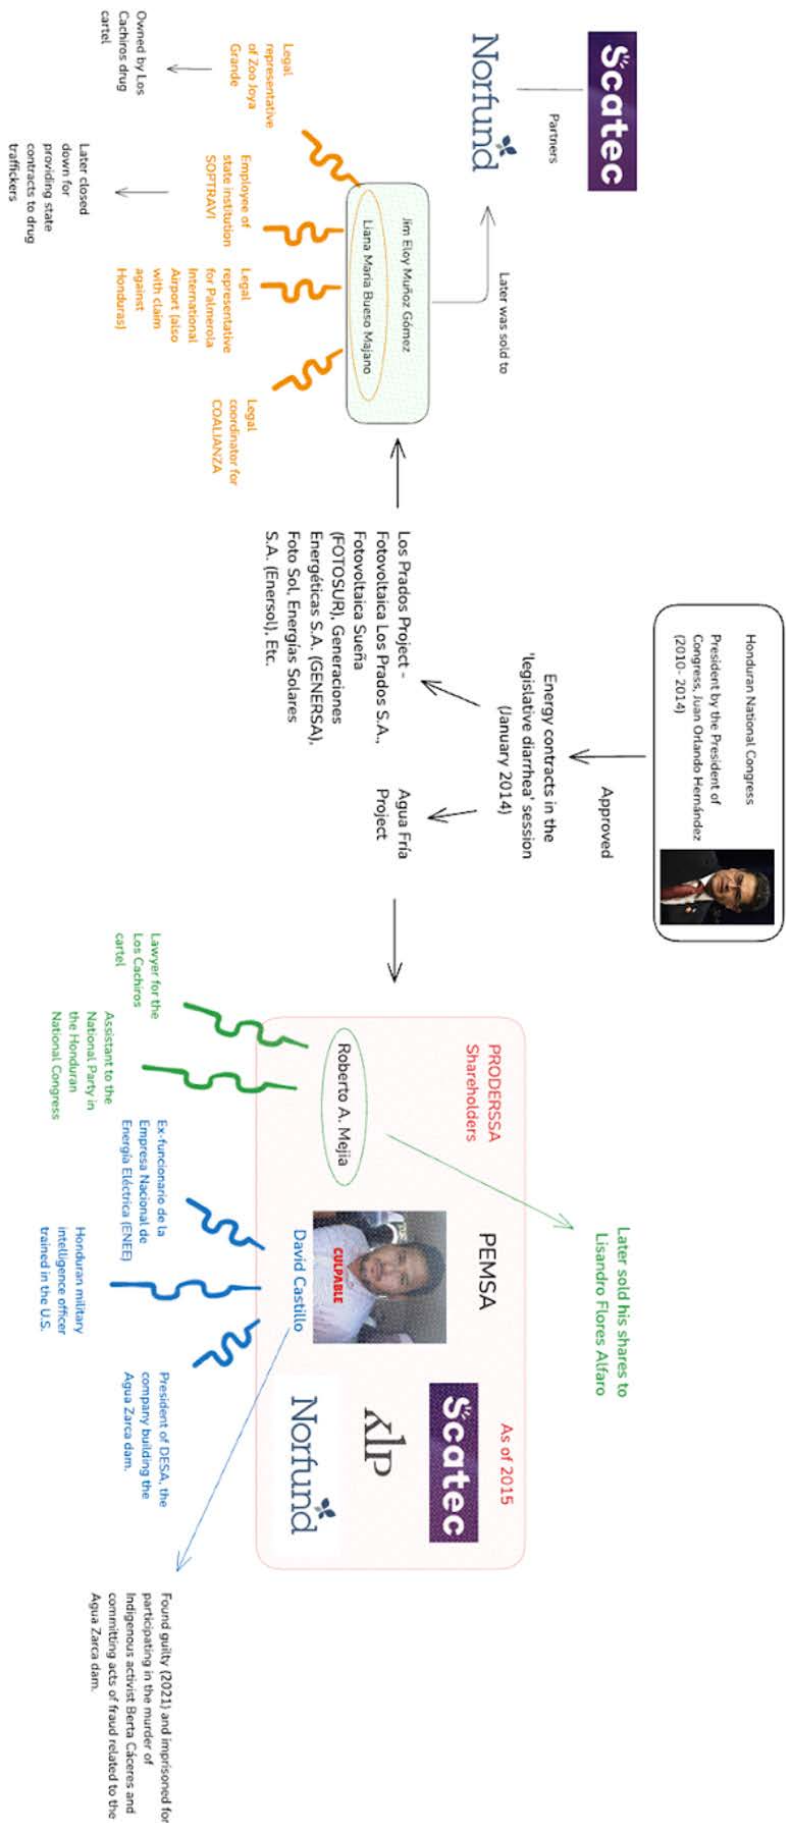 Honduran National Congress
President by the President of
Congress, Juan Orlando Hernández
(2010- 2014)
Approved
Energy contracts in the
'legislative diarrhea' session
(January 2014)
Scatec
Partners
Norfund
Later was sold to
Jim Eloy Muñoz Gómez
Liana Maria Bueso Majano
Legal
representative
of Zoo Joya
Grande
Owned by Los
Cachiros drug
cartel
Employee of
state institution
SOPTRAVI
Later closed
down for
providing state
contracts to drug
traffickers
Legal
representative
for Palmerola
International
Airport (also
with claim
against
Honduras)
Legal
coordinator for
COALIANZA
Los Prados Project -
Fotovoltaica Los Prados S.A.,
Fotovoltaica Sueña
(FOTOSUR), Generaciones
Energéticas S.A. (GENERSA),
Foto Sol, Energías Solares
S.A. (Enersol), Etc.
Agua Fría
Project
Later sold his shares to
Lisandro Flores Alfaro
PRODERSSA
Shareholders
PEMSA
As of 2015
Roberto A. Mejia
CULPABLE
David Castillo
Scatec
klp
Norfund
Lawyer for the
Los Cachiros
cartel
Assistant to the
National Party in
the Honduran
National Congress
Ex-funcionario de la
Empresa Nacional de
Energía Eléctrica (ENEE)
Honduran military
intelligence officer
trained in the U.S.
President of DESA, the
company building the
Agua Zarca dam.
Found guilty (2021) and imprisoned for
participating in the murder of
Indigenous activist Berta Cáceres and
committing acts of fraud related to the
Agua Zarca dam.